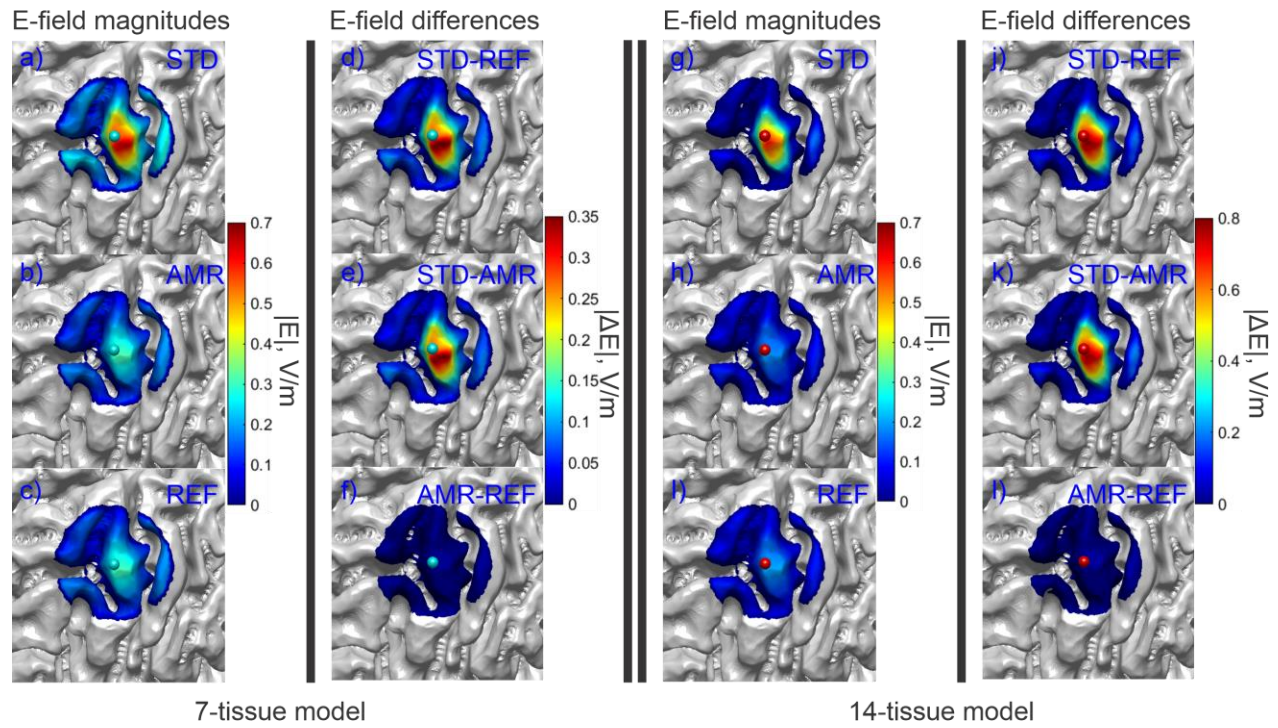 E-field magnitudes
E-field differences
E-field magnitudes
E-field differences
a) STD
d) STD-REF
g) STD
j) STD-REF
b) AMR
e) STD-AMR
h) AMR
k) STD-AMR
c) REF
f) AMR-REF
l) REF
l) AMR-REF
0.7
0.6
0.5
0.4
0.3
0.2
0.1
0
|E|, V/m
0.35
0.3
0.25
0.2
0.15
0.1
0.05
0
|ΔE|, V/m
0.7
0.6
0.5
0.4
0.3
0.2
0.1
0
|E|, V/m
0.8
0.6
0.4
0.2
0
|ΔE|, V/m
7-tissue model
14-tissue model